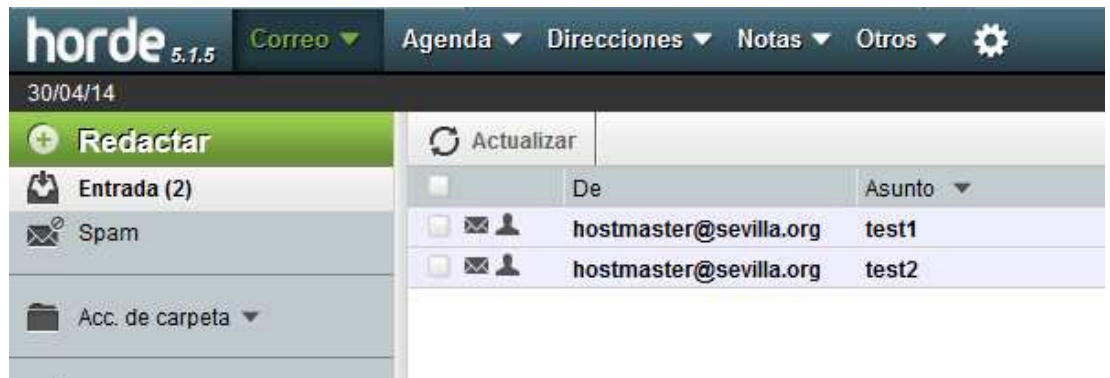 horde 5.1.5 Correo Agenda Direcciones Notas Otros
30/04/14
Redactar
Actualizar
Entrada (2)
De Asunto
Spam
hostmaster@sevilla.org test1
hostmaster@sevilla.org test2
Acc. de carpeta